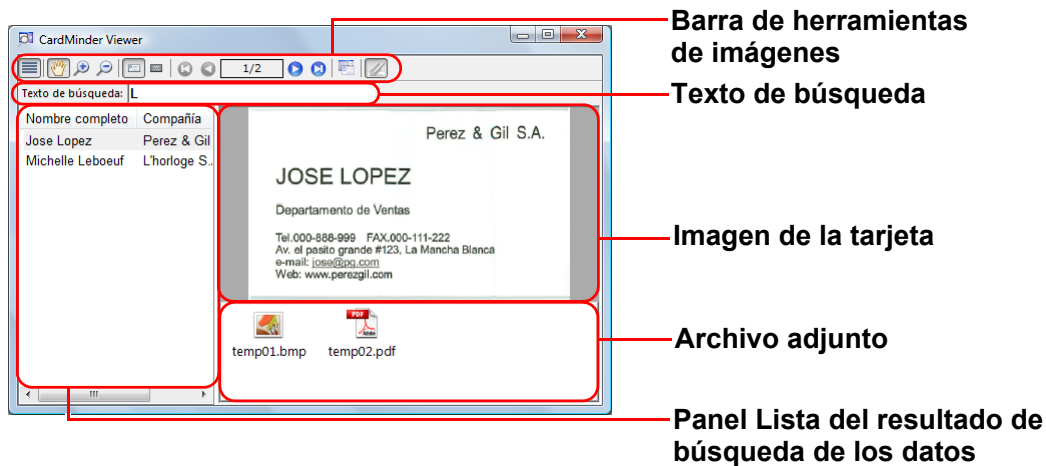 CardMinder Viewer
1/2
Texto de búsqueda: L
Nombre completo Compañía
Jose Lopez Perez & Gil
Michelle Leboeuf L'horloge S..
Perez & Gil S.A.
JOSE LOPEZ
Departamento de Ventas
Tel.000-888-999 FAX.000-111-222
Av. el pasito grande #123, La Mancha Blanca
e-mail: jose@pg.com
Web: www.perezgil.com
PDF
Adobe
temp01.bmp temp02.pdf
Barra de herramientas
de imágenes
Texto de búsqueda
Imagen de la tarjeta
Archivo adjunto
Panel Lista del resultado de
búsqueda de los datos